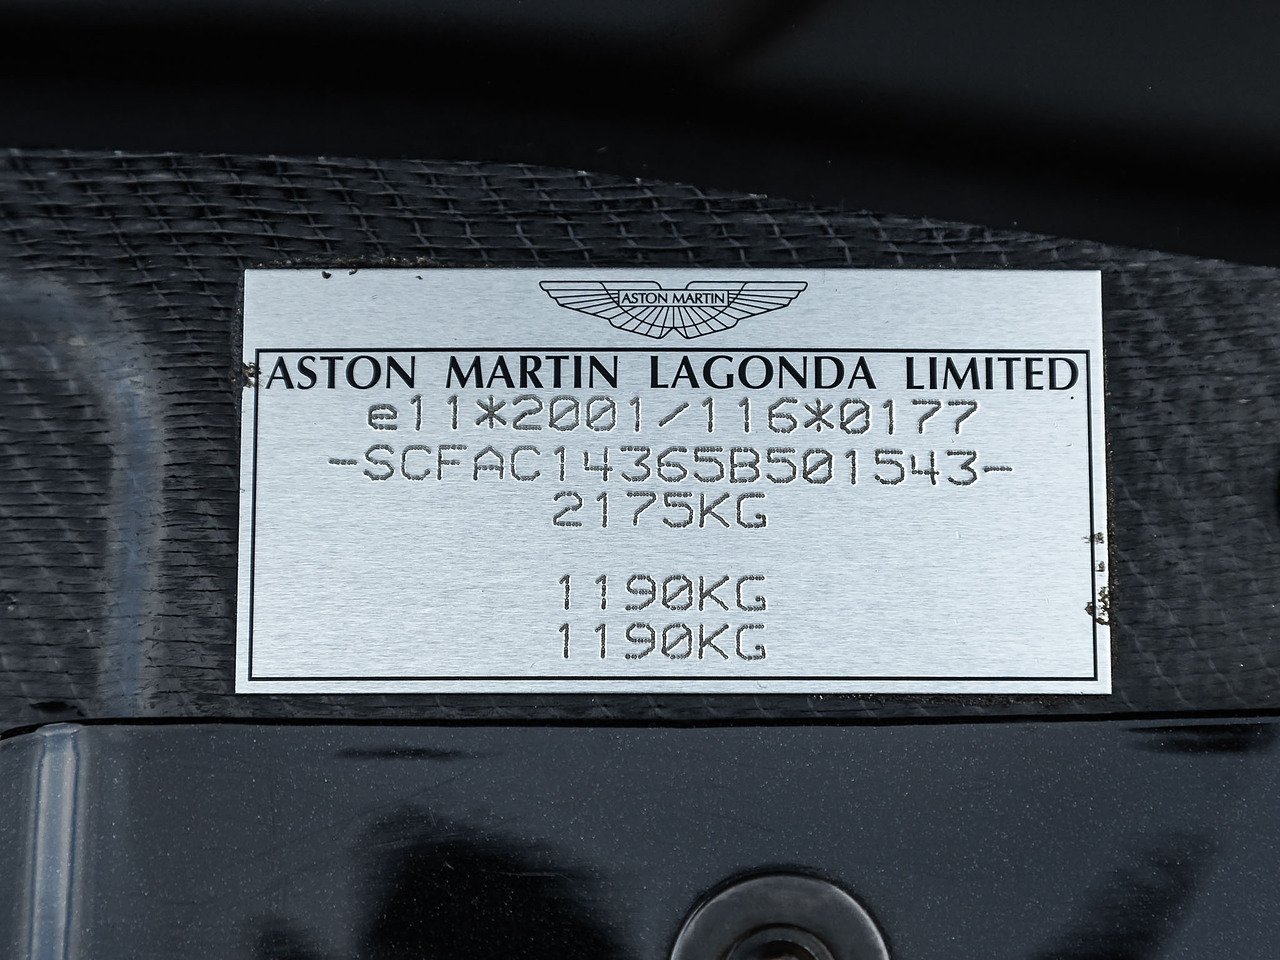 ASTON MARTIN
ASTON MARTIN LAGONDA LIMITED
e11*2001/116*0177
-SCFAC14365B501543-
2175KG
1190KG
1190KG